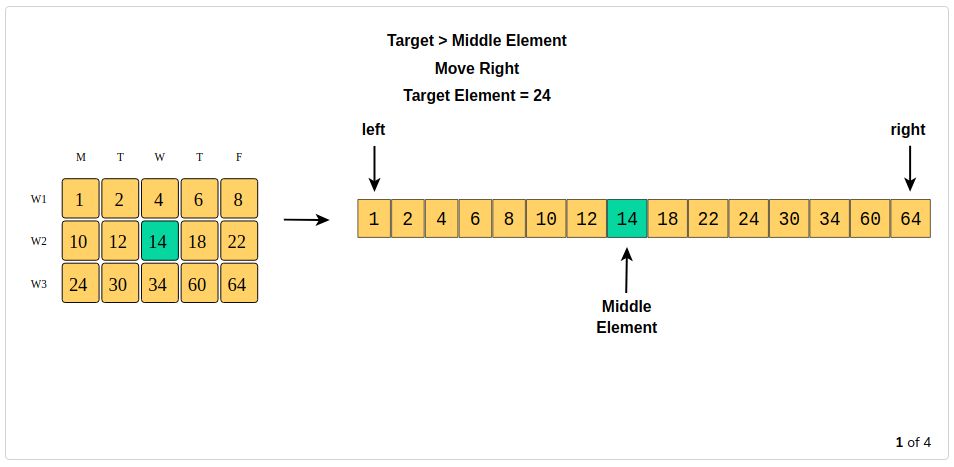 Target > Middle Element
Move Right
Target Element = 24
left
right
M T W T F
W1 1 2 4 6 8
W2 10 12 14 18 22
W3 24 30 34 60 64
1 2 4 6 8 10 12 14 18 22 24 30 34 60 64
Middle
Element
1 of 4